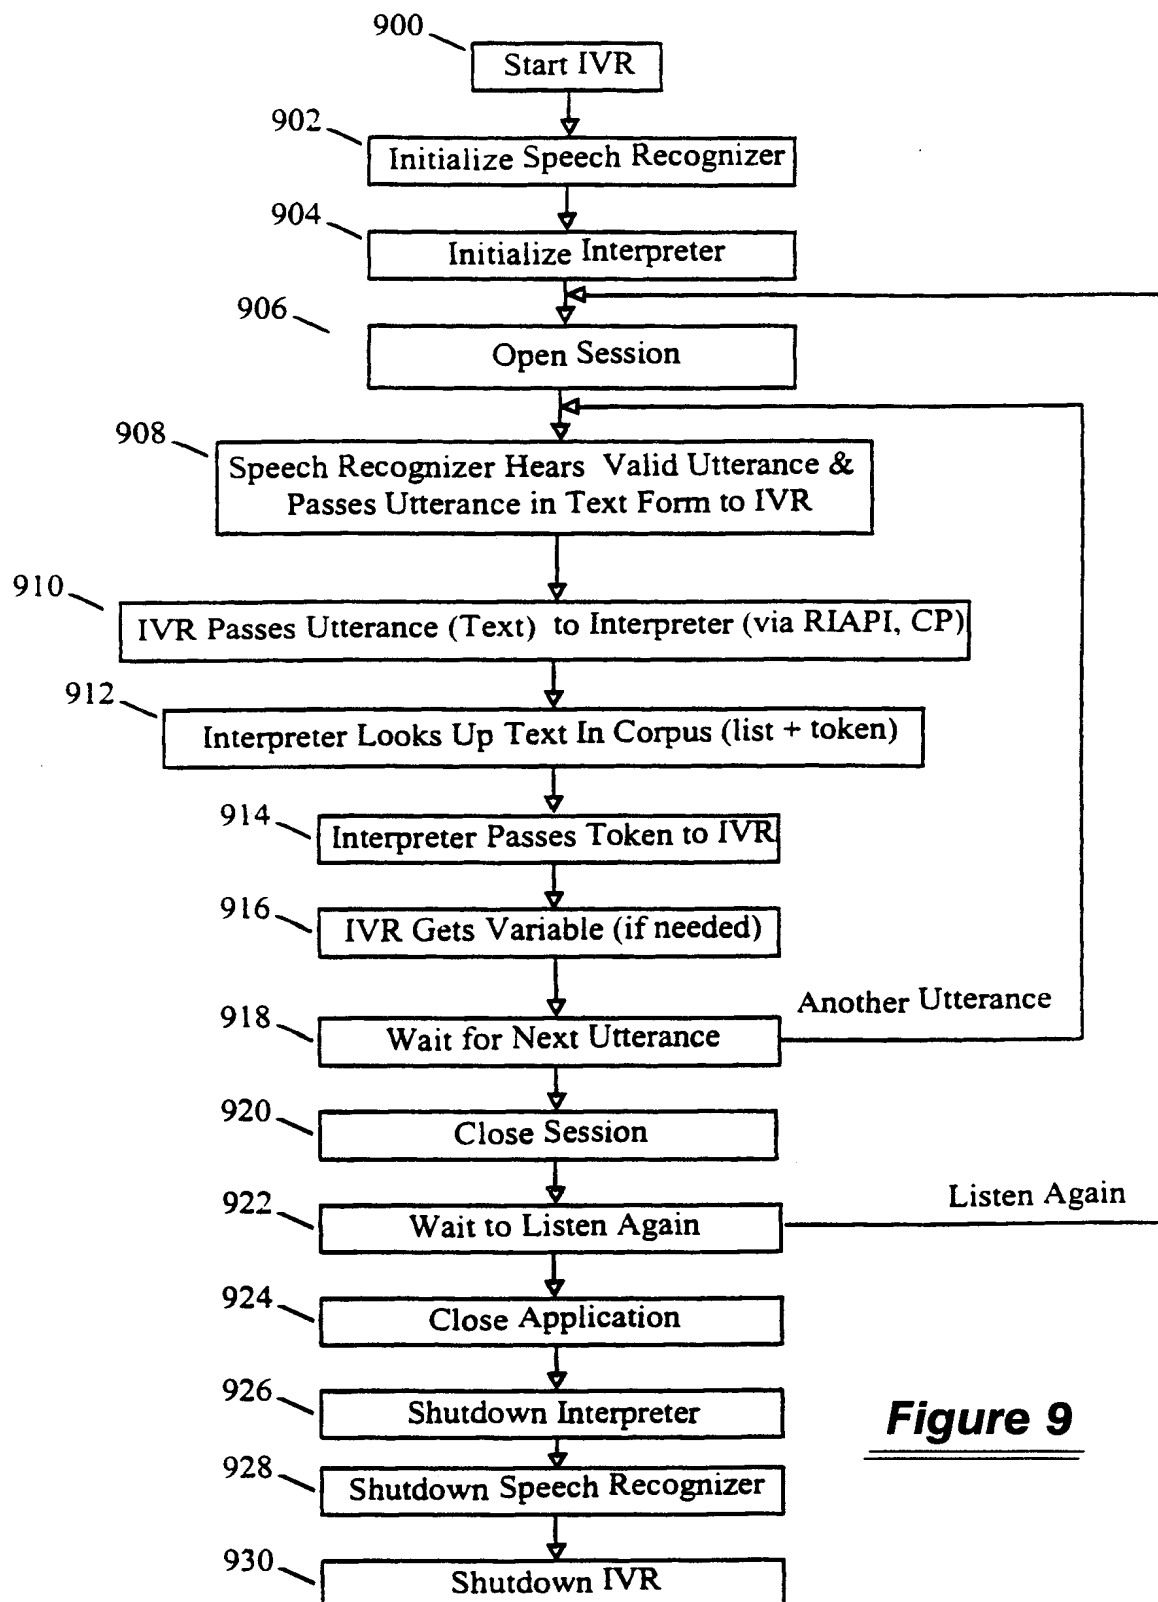 900
Start IVR
902
Initialize Speech Recognizer
904
Initialize Interpreter
906
Open Session
908
Speech Recognizer Hears Valid Utterance &
Passes Utterance in Text Form to IVR
910
IVR Passes Utterance (Text) to Interpreter (via RIAPI, CP)
912
Interpreter Looks Up Text In Corpus (list + token)
914
Interpreter Passes Token to IVR
916
IVR Gets Variable (if needed)
Another Utterance
918
Wait for Next Utterance
920
Close Session
Listen Again
922
Wait to Listen Again
924
Close Application
926
Shutdown Interpreter
Figure 9
928
Shutdown Speech Recognizer
930
Shutdown IVR